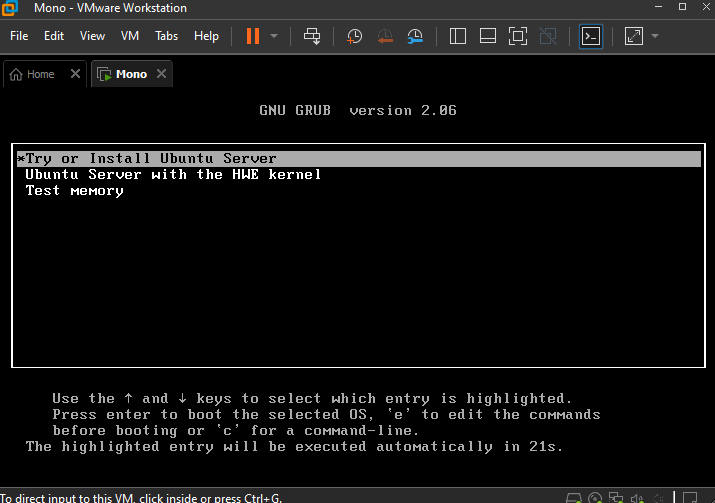 Mono - VMware Workstation
File Edit View VM Tabs Help
Home Mono
GNU GRUB version 2.06
*Try or Install Ubuntu Server
Ubuntu Server with the HWE kernel
Test memory
Use the ↑ and ↓ keys to select which entry is highlighted.
Press enter to boot the selected OS, `e' to edit the commands
before booting or `c' for a command-line.
The highlighted entry will be executed automatically in 21s.
To direct input to this VM, click inside or press Ctrl+G.